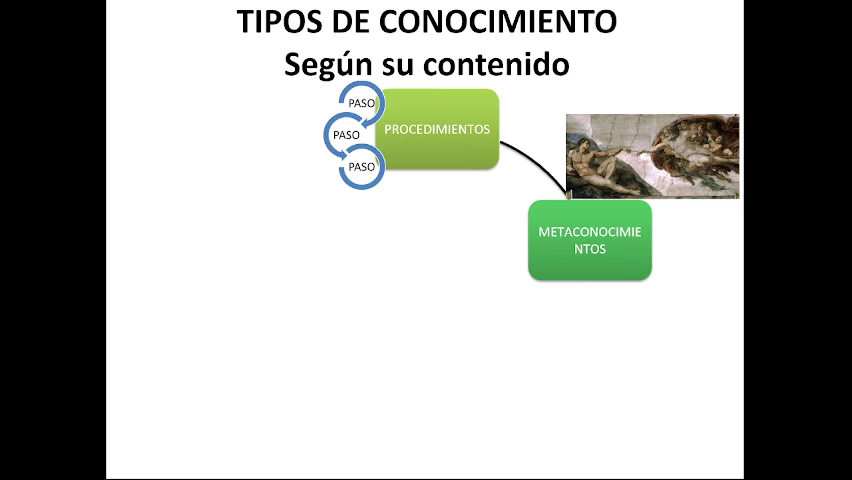 TIPOS DE CONOCIMIENTO
Según su contenido
PASO
PROCEDIMIENTOS
PASO
PASO
METACONOCIMIE
NTOS